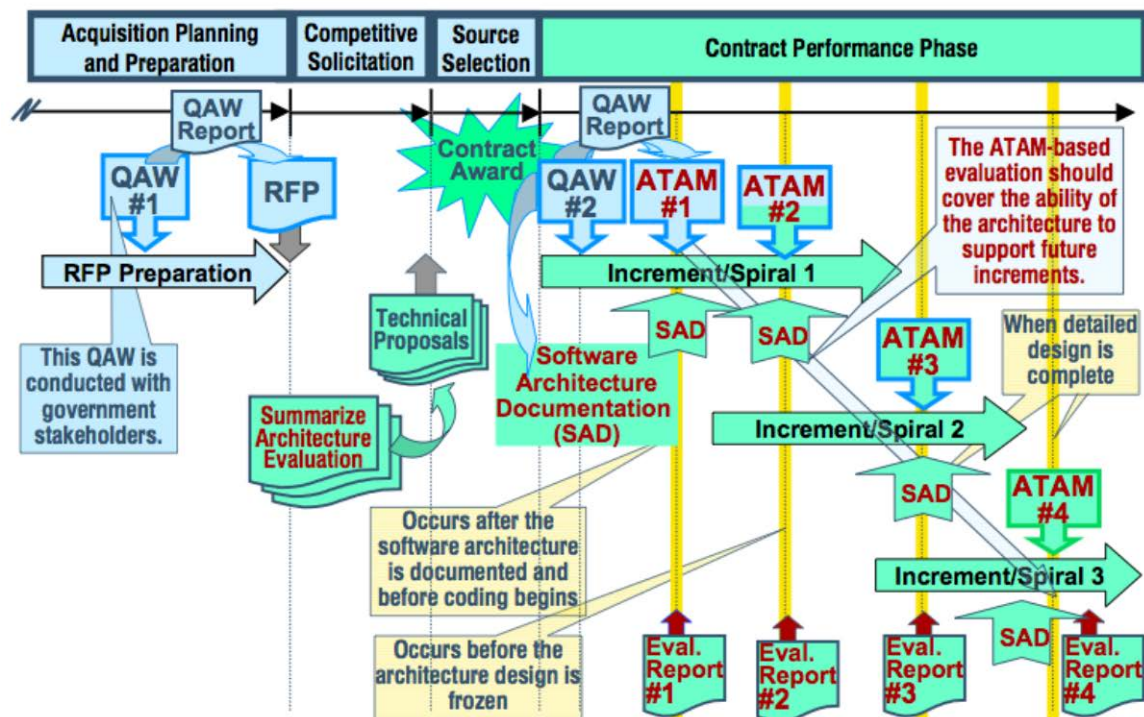 Acquisition Planning
and Preparation
Competitive
Solicitation
Source
Selection
Contract Performance Phase
QAW
Report
QAW
#1
RFP
RFP Preparation
This QAW is
conducted with
government
stakeholders.
Contract
Award
Technical
Proposals
Summarize
Architecture
Evaluation
Software
Architecture
Documentation
(SAD)
QAW
Report
QAW
#2
ATAM
#1
ATAM
#2
Increment/Spiral 1
The ATAM-based
evaluation should
cover the ability of
the architecture to
support future
increments.
SAD
SAD
ATAM
#3
When detailed
design is
complete
Increment/Spiral 2
SAD
ATAM
#4
Increment/Spiral 3
SAD
Occurs after the
software architecture
is documented and
before coding begins
Occurs before the
architecture design is
frozen
Eval.
Report
#1
Eval.
Report
#2
Eval.
Report
#3
Eval.
Report
#4